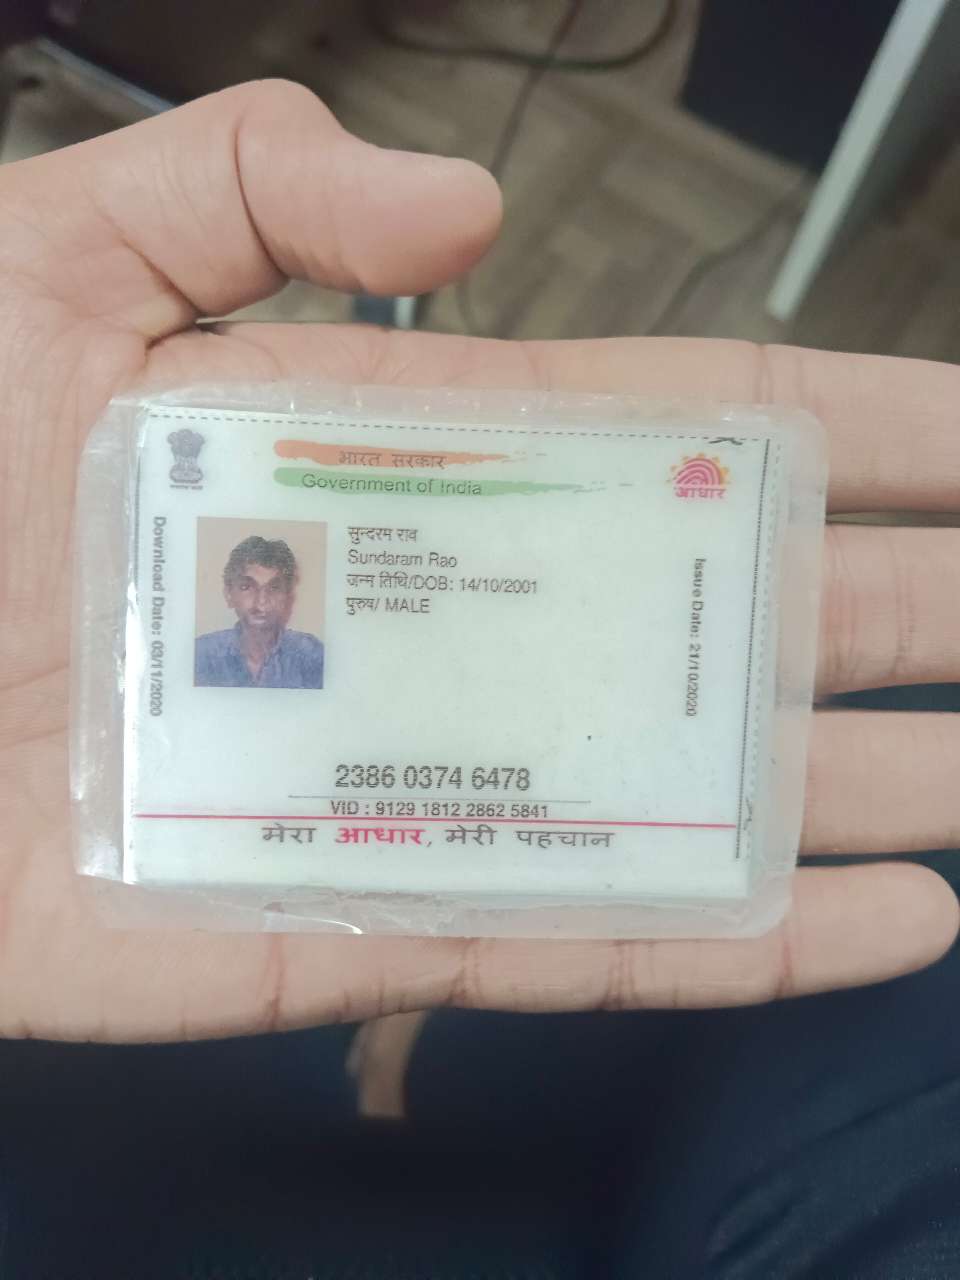 भारत सरकार
Government of India
आधार
Download Date: 03/11/2020
सुन्दरम राव
Sundaram Rao
जन्म तिथि/DOB: 14/10/2001
पुरुष/ MALE
Issue Date: 21/10/2020
2386 0374 6478
VID : 9129 1812 2862 5841
मेरा आधार, मेरी पहचान